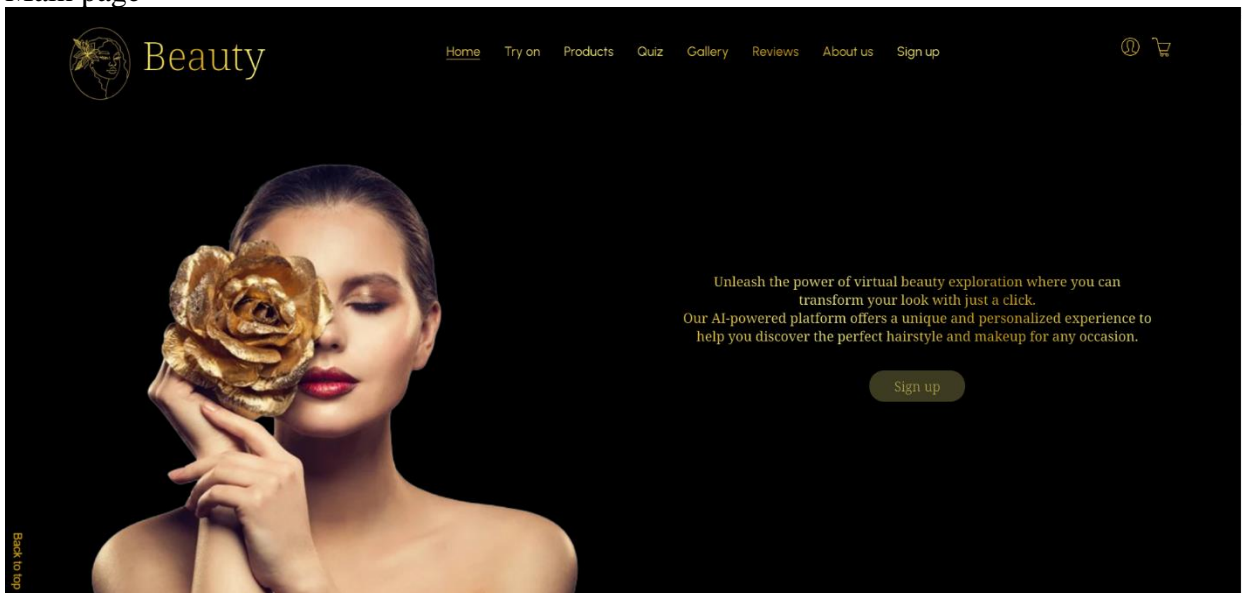 Main page
Beauty
Home Try on Products Quiz Gallery Reviews About us Sign up
Unleash the power of virtual beauty exploration where you can
transform your look with just a click.
Our AI-powered platform offers a unique and personalized experience to
help you discover the perfect hairstyle and makeup for any occasion.
Sign up
Back to top